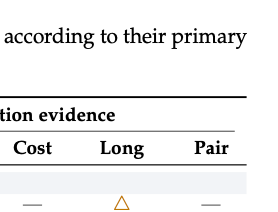 according to their primary
tion evidence
Cost Long Pair
— △ —